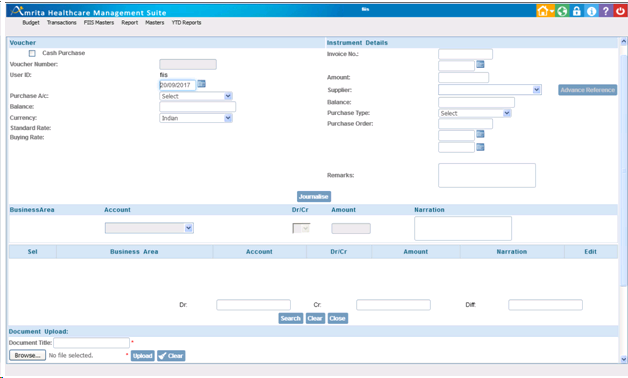 Amrita Healthcare Management Suite
fiis
Budget Transactions FIIS Masters Report Masters YTD Reports
Voucher
Instrument Details
Cash Purchase
Invoice No.:
Voucher Number:
User ID: fiis
20/09/2017
Amount:
Purchase A/c: Select
Supplier: Advance Reference
Balance:
Balance:
Currency: Indian
Purchase Type: Select
Standard Rate:
Purchase Order:
Buying Rate:
Remarks:
Journalise
BusinessArea Account Dr/Cr Amount Narration
Sel Business Area Account Dr/Cr Amount Narration Edit
Dr: Cr: Diff:
Search Clear Close
Document Upload:
Document Title: *
Browse... No file selected. * Upload Clear